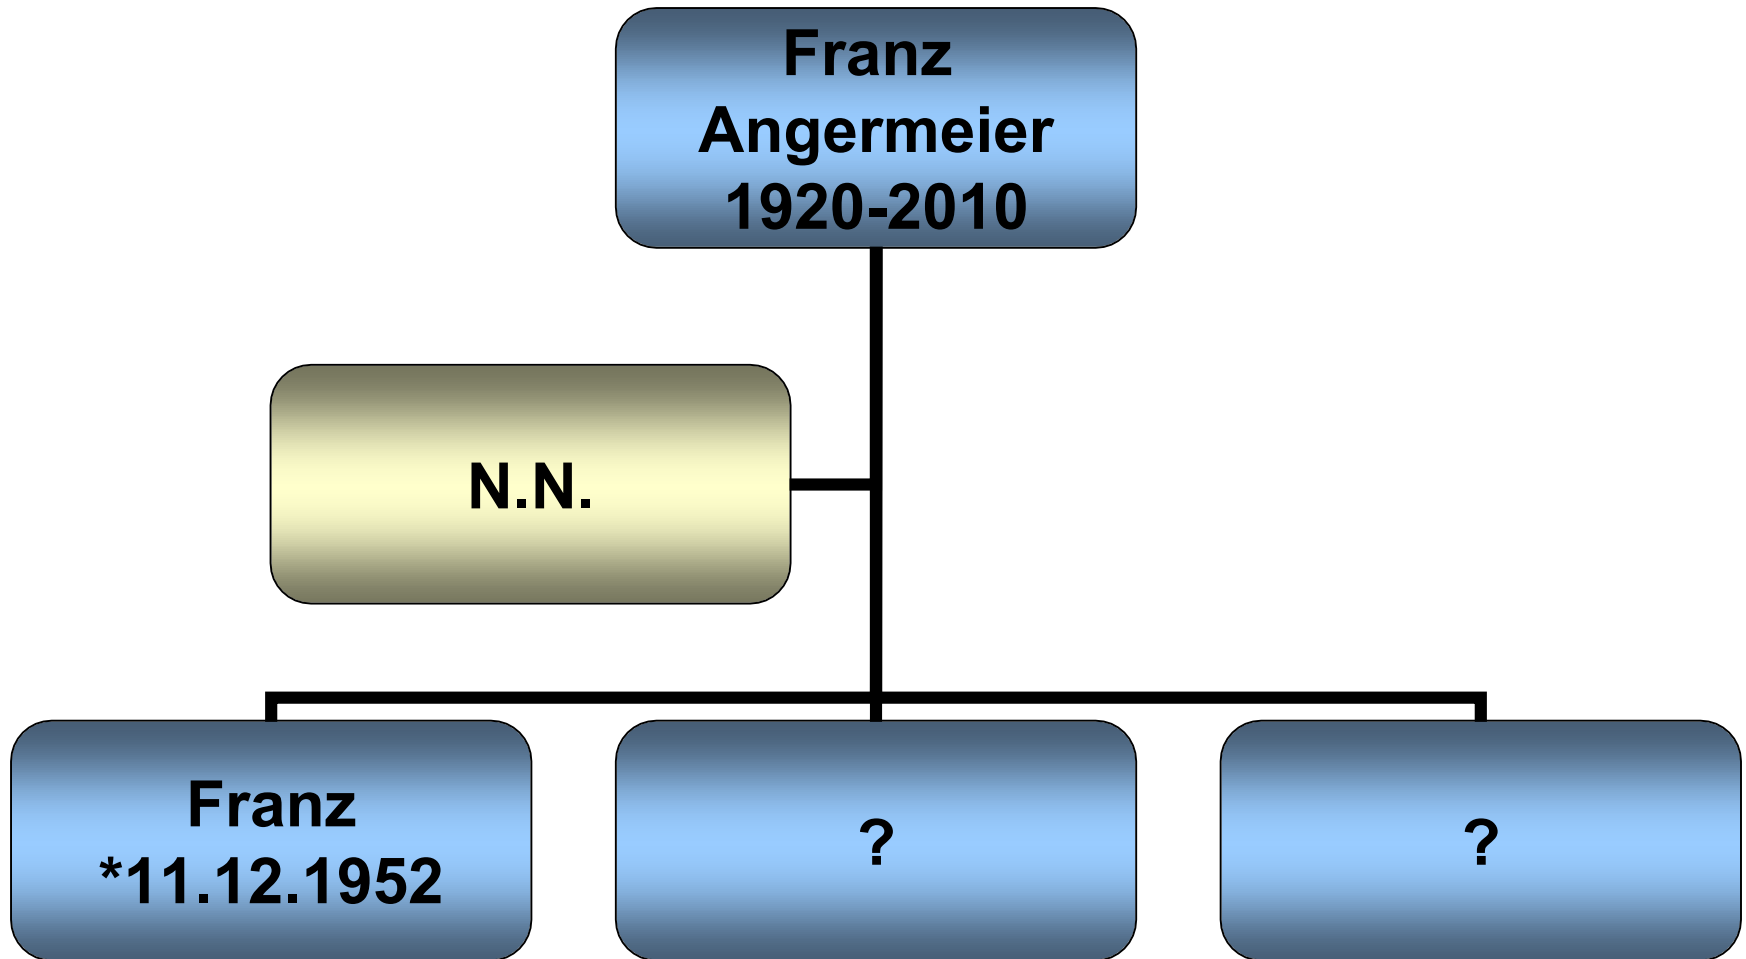 Franz
Angermeier
1920-2010
N.N.
Franz
*11.12.1952
?
?